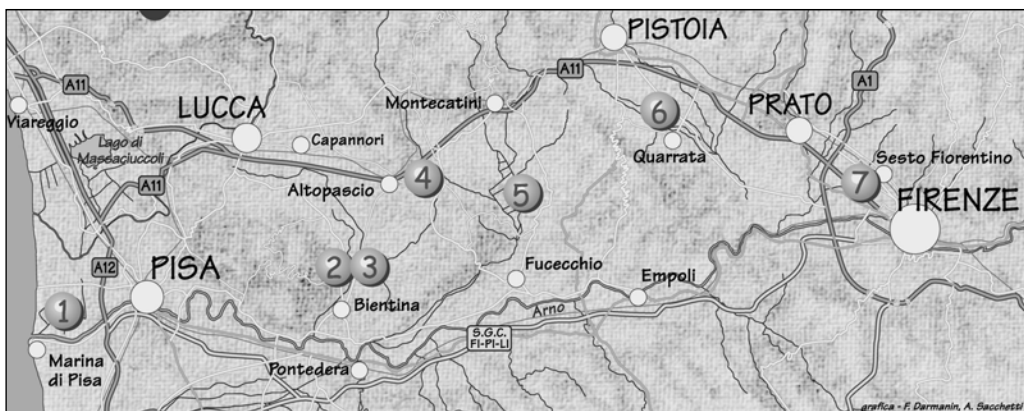 PISTOIA
A11
A1
A11
Montecatini
PRATO
LUCCA
6
Viareggio
Capannori
Lago di
Massaciuccoli
Quarrata
Sesto Fiorentino
A11
Altopascio
4
5
7
FIRENZE
A12
PISA
2
3
Fucecchio
Empoli
1
Bientina
Arno
S.G.C.
FI-PI-LI
Marina
di Pisa
Pontedera
grafica - F. Darmanin, A. Sacchetti